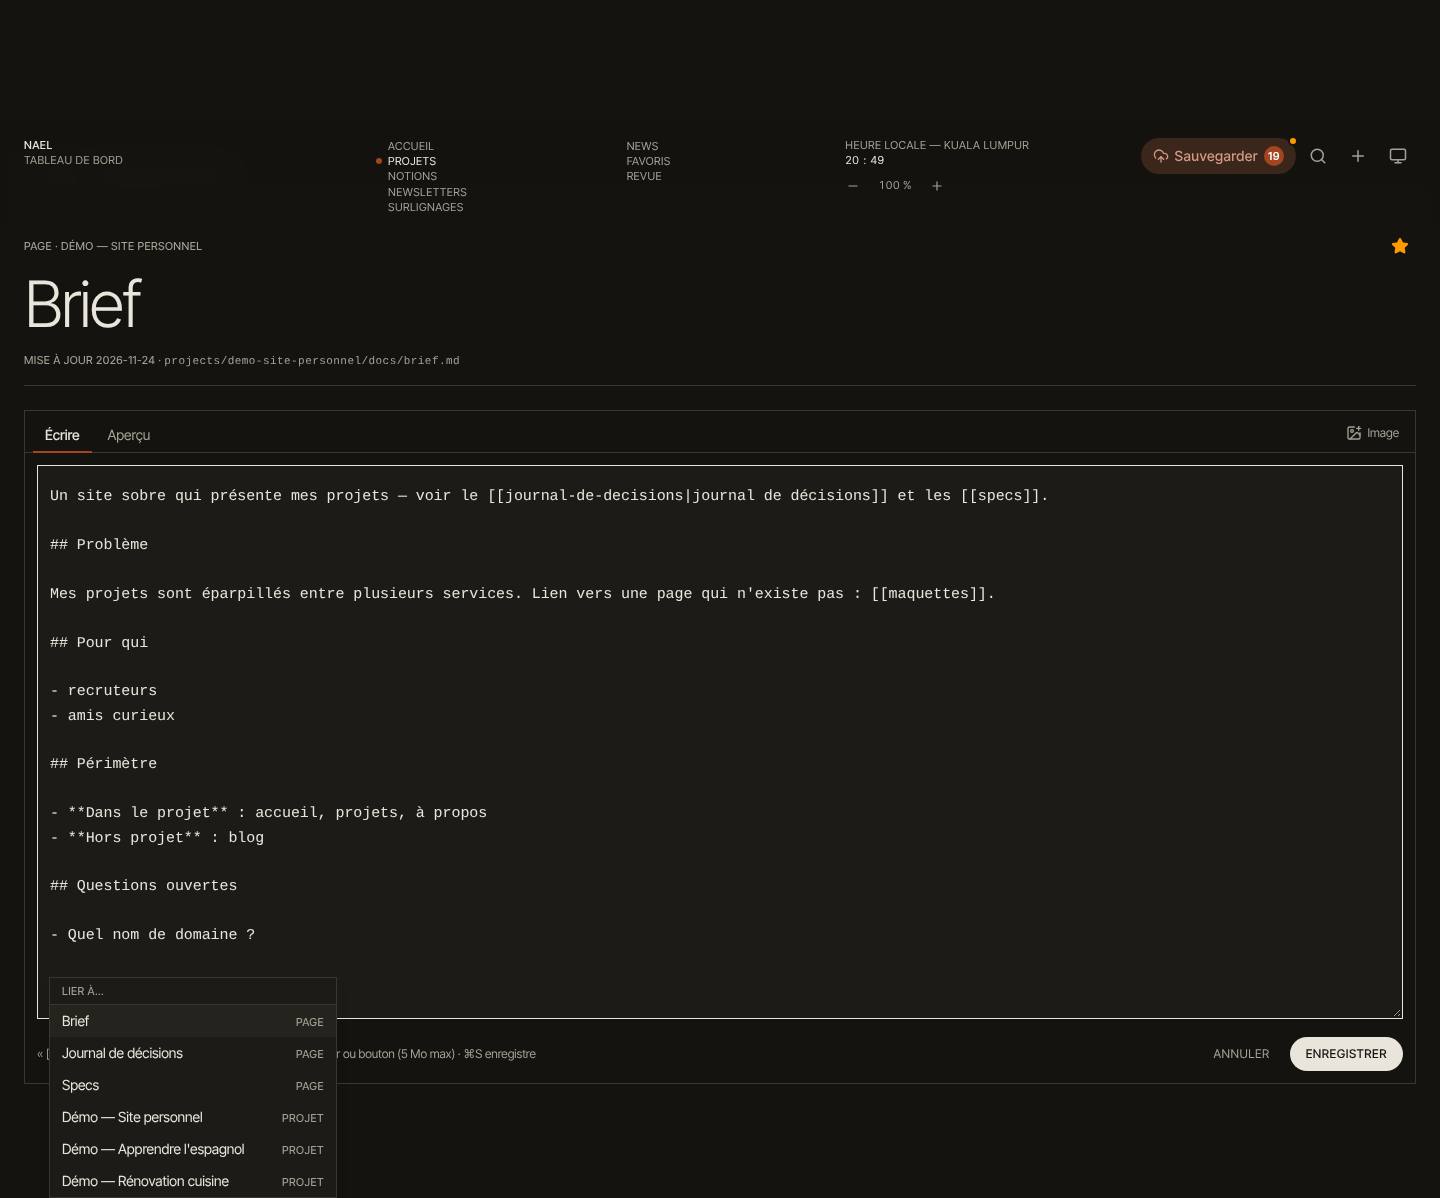 NAEL
TABLEAU DE BORD
ACCUEIL
PROJETS
NOTIONS
NEWSLETTERS
SURLIGNAGES
NEWS
FAVORIS
REVUE
HEURE LOCALE — KUALA LUMPUR
20 : 49
— 100 % +
Sauvegarder 19
PAGE · DÉMO — SITE PERSONNEL
Brief
MISE À JOUR 2026-11-24 · projects/demo-site-personnel/docs/brief.md
Écrire Aperçu Image
Un site sobre qui présente mes projets — voir le [[journal-de-decisions|journal de décisions]] et les [[specs]].
## Problème
Mes projets sont éparpillés entre plusieurs services. Lien vers une page qui n'existe pas : [[maquettes]].
## Pour qui
- recruteurs
- amis curieux
## Périmètre
- **Dans le projet** : accueil, projets, à propos
- **Hors projet** : blog
## Questions ouvertes
- Quel nom de domaine ?
LIER À…
Brief PAGE
Journal de décisions PAGE
Specs PAGE
Démo — Site personnel PROJET
Démo — Apprendre l'espagnol PROJET
Démo — Rénovation cuisine PROJET
« [ r ou bouton (5 Mo max) · ⌘S enregistre
ANNULER ENREGISTRER